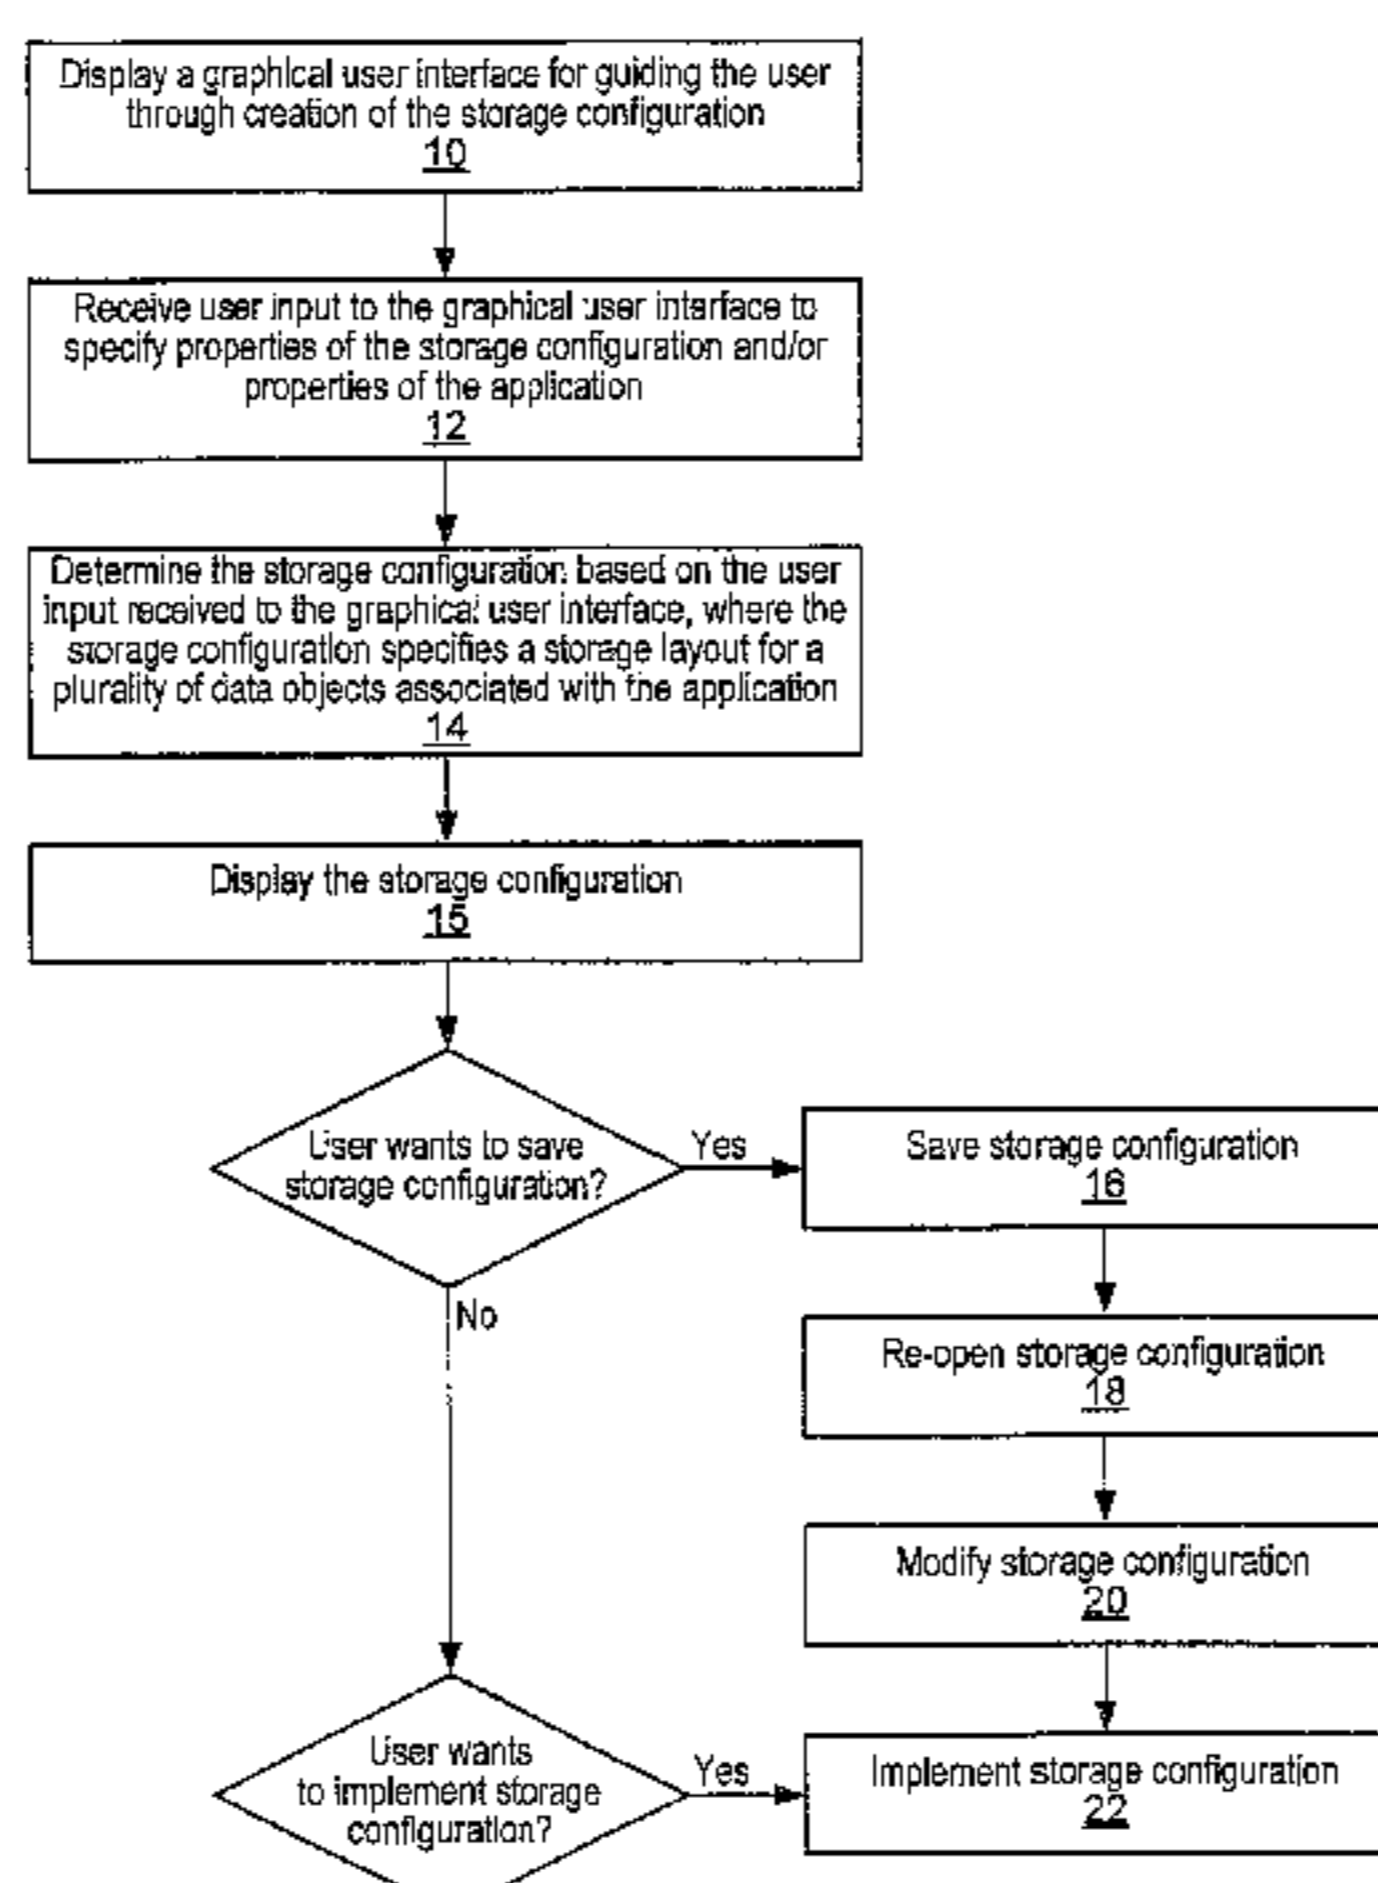 Display a graphical user interface for guiding the user
through creation of the storage configuration
10
Receive user input to the graphical user interface to
specify properties of the storage configuration and/or
properties of the application
12
Determine the storage configuration based on the user
input received to the graphical user interface, where the
storage configuration specifies a storage layout for a
plurality of data objects associated with the application
14
Display the storage configuration
15
User wants to save
storage configuration?
Yes
Save storage configuration
16
No
Re-open storage configuration
18
Modify storage configuration
20
User wants
to implement storage
configuration?
Yes
Implement storage configuration
22